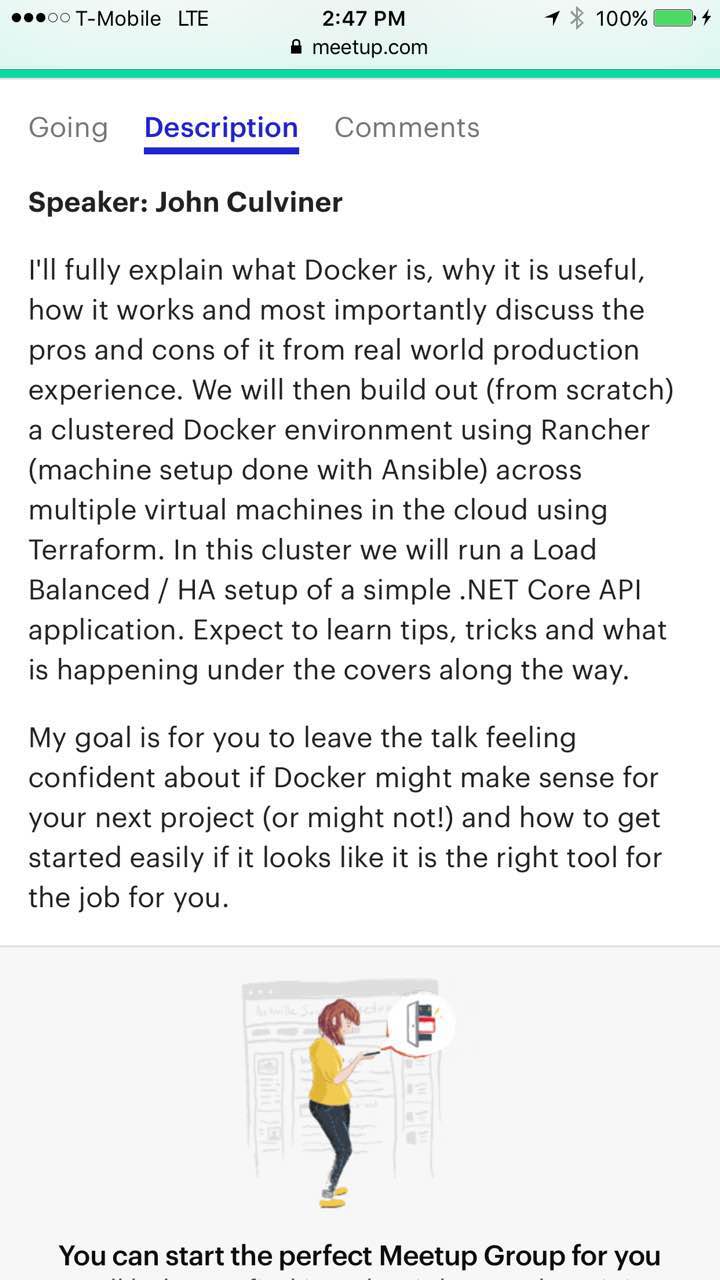 T-Mobile LTE 2:47 PM 100%
meetup.com
Going Description Comments
Speaker: John Culviner
I'll fully explain what Docker is, why it is useful,
how it works and most importantly discuss the
pros and cons of it from real world production
experience. We will then build out (from scratch)
a clustered Docker environment using Rancher
(machine setup done with Ansible) across
multiple virtual machines in the cloud using
Terraform. In this cluster we will run a Load
Balanced / HA setup of a simple .NET Core API
application. Expect to learn tips, tricks and what
is happening under the covers along the way.
My goal is for you to leave the talk feeling
confident about if Docker might make sense for
your next project (or might not!) and how to get
started easily if it looks like it is the right tool for
the job for you.
You can start the perfect Meetup Group for you